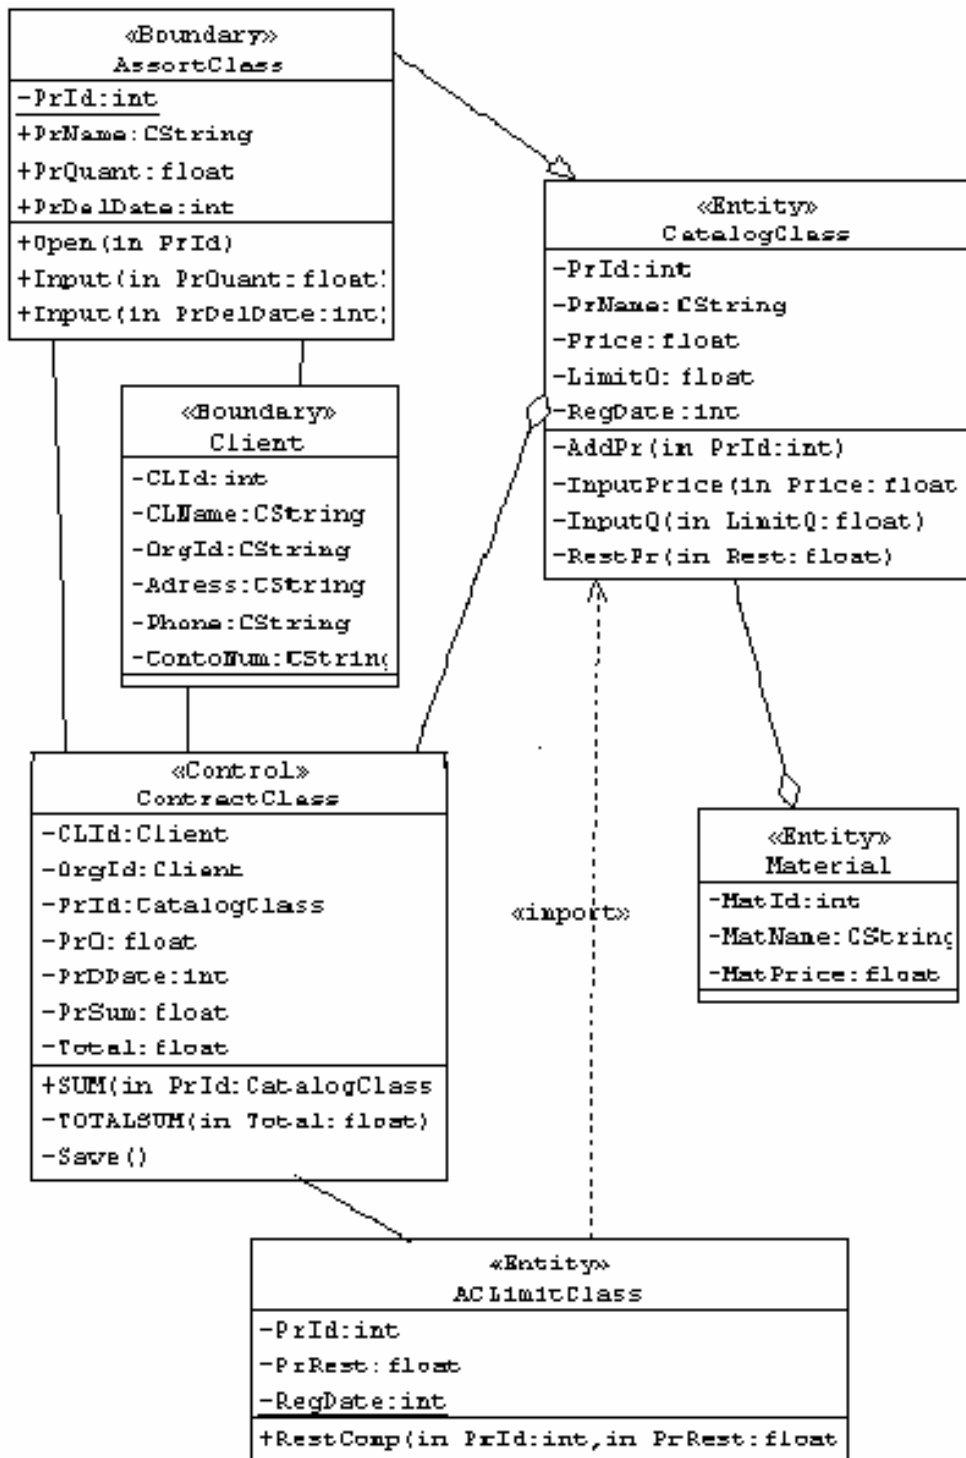 «Boundary»
AssortClass
-PrId:int
+PrName:CString
+PrQuant:float
+PrDelDate:int
+Open(in PrId)
+Input(in PrQuant:float)
+Input(in PrDelDate:int)
«Entity»
CatalogClass
-PrId:int
-PrName:CString
-Price:float
-LimitQ:float
-RegDate:int
-AddPr(in PrId:int)
-InputPrice(in Price:float
-InputQ(in LimitQ:float)
-RestPr(in Rest:float)
«Boundary»
Client
-CLId:int
-CLName:CString
-OrgId:CString
-Adress:CString
-Phone:CString
-ContoNum:CString
«Control»
ContractClass
-CLId:Client
-OrgId:Client
-PrId:CatalogClass
-PrQ:float
-PrDDate:int
-PrSum:float
-Total:float
+SUM(in PrId:CatalogClass
-TOTALSUM(in Total:float)
-Save()
«import»
«Entity»
Material
-MatId:int
-MatName:CString
-MatPrice:float
«Entity»
ACLimitClass
-PrId:int
-PrRest:float
-RegDate:int
+RestComp(in PrId:int,in PrRest:float